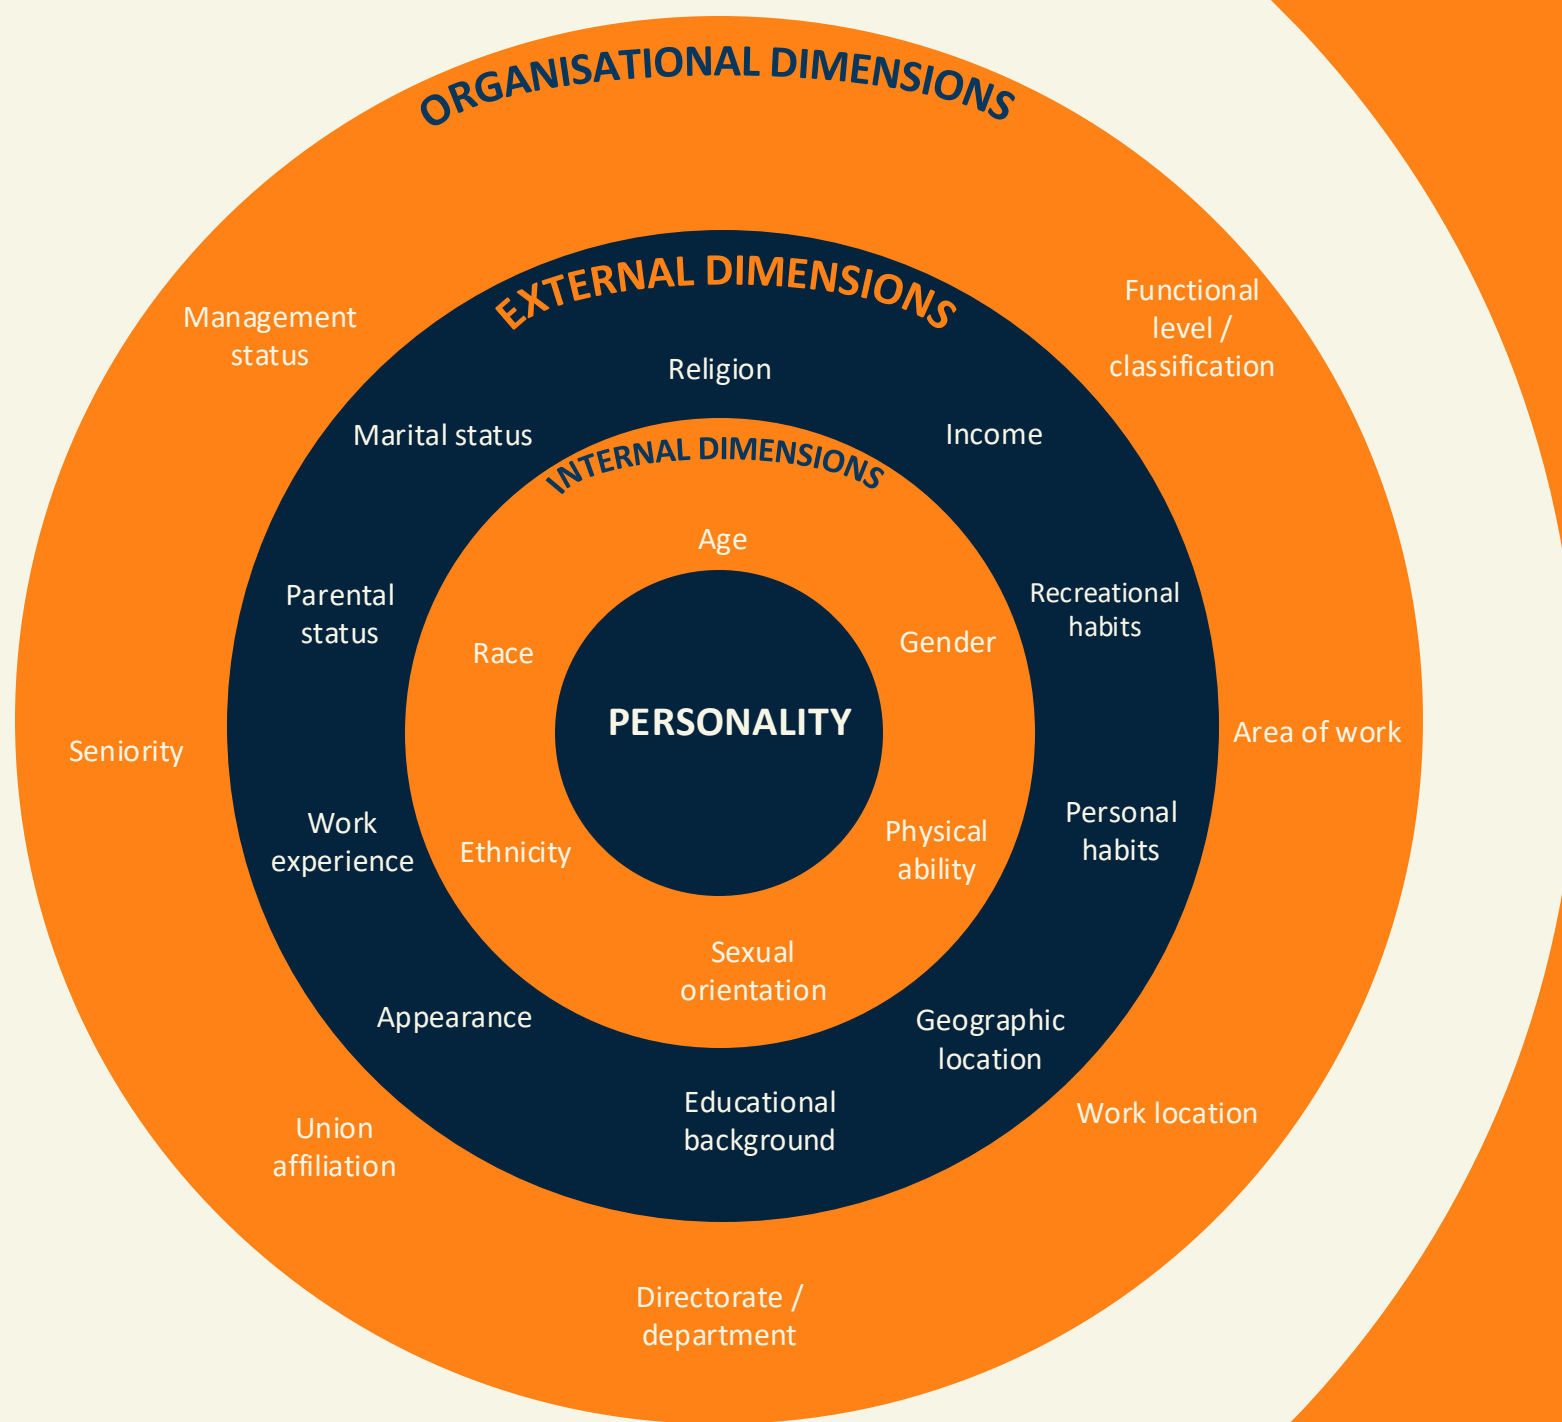 ORGANISATIONAL DIMENSIONS
Management
status
Functional
level /
classification
Seniority
Area of work
Union
affiliation
Work location
Directorate /
department
EXTERNAL DIMENSIONS
Religion
Marital status
Income
Parental
status
Recreational
habits
Work
experience
Personal
habits
Appearance
Geographic
location
Educational
background
INTERNAL DIMENSIONS
Age
Race
Gender
Ethnicity
Physical
ability
Sexual
orientation
PERSONALITY